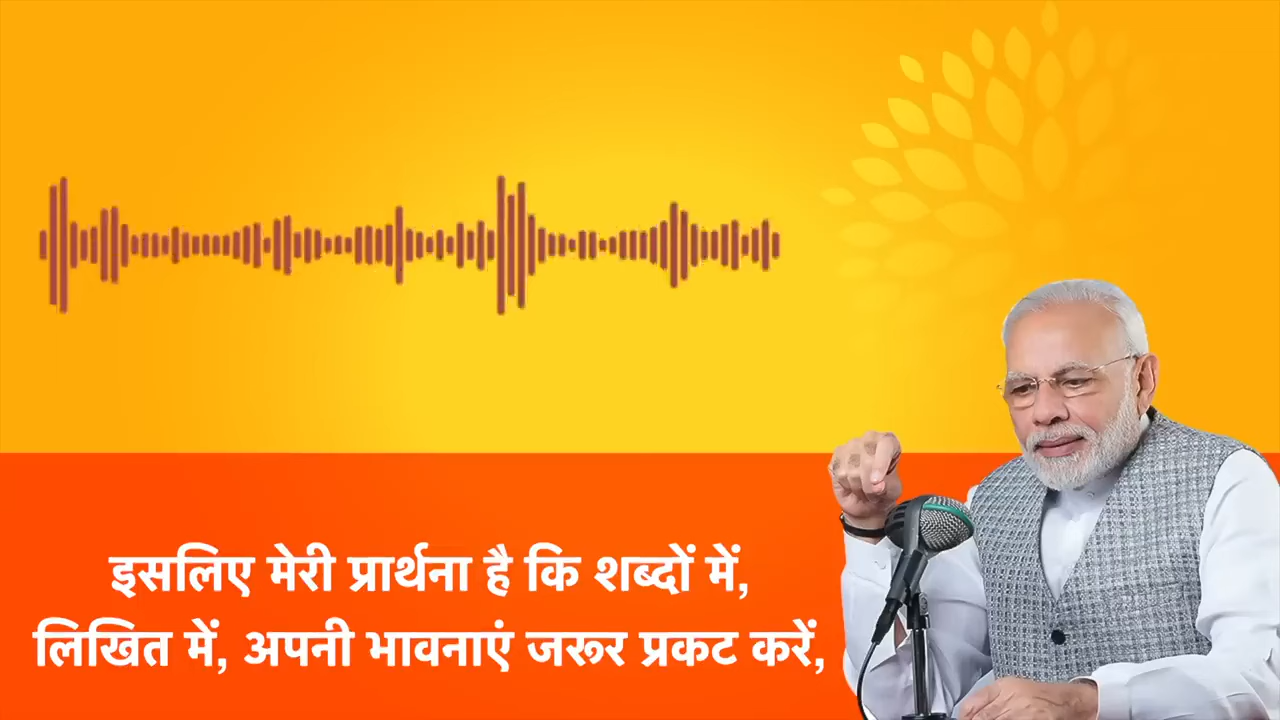 इसलिए मेरी प्रार्थना है कि शब्दों में,
लिखित में, अपनी भावनाएं जरूर प्रकट करें,